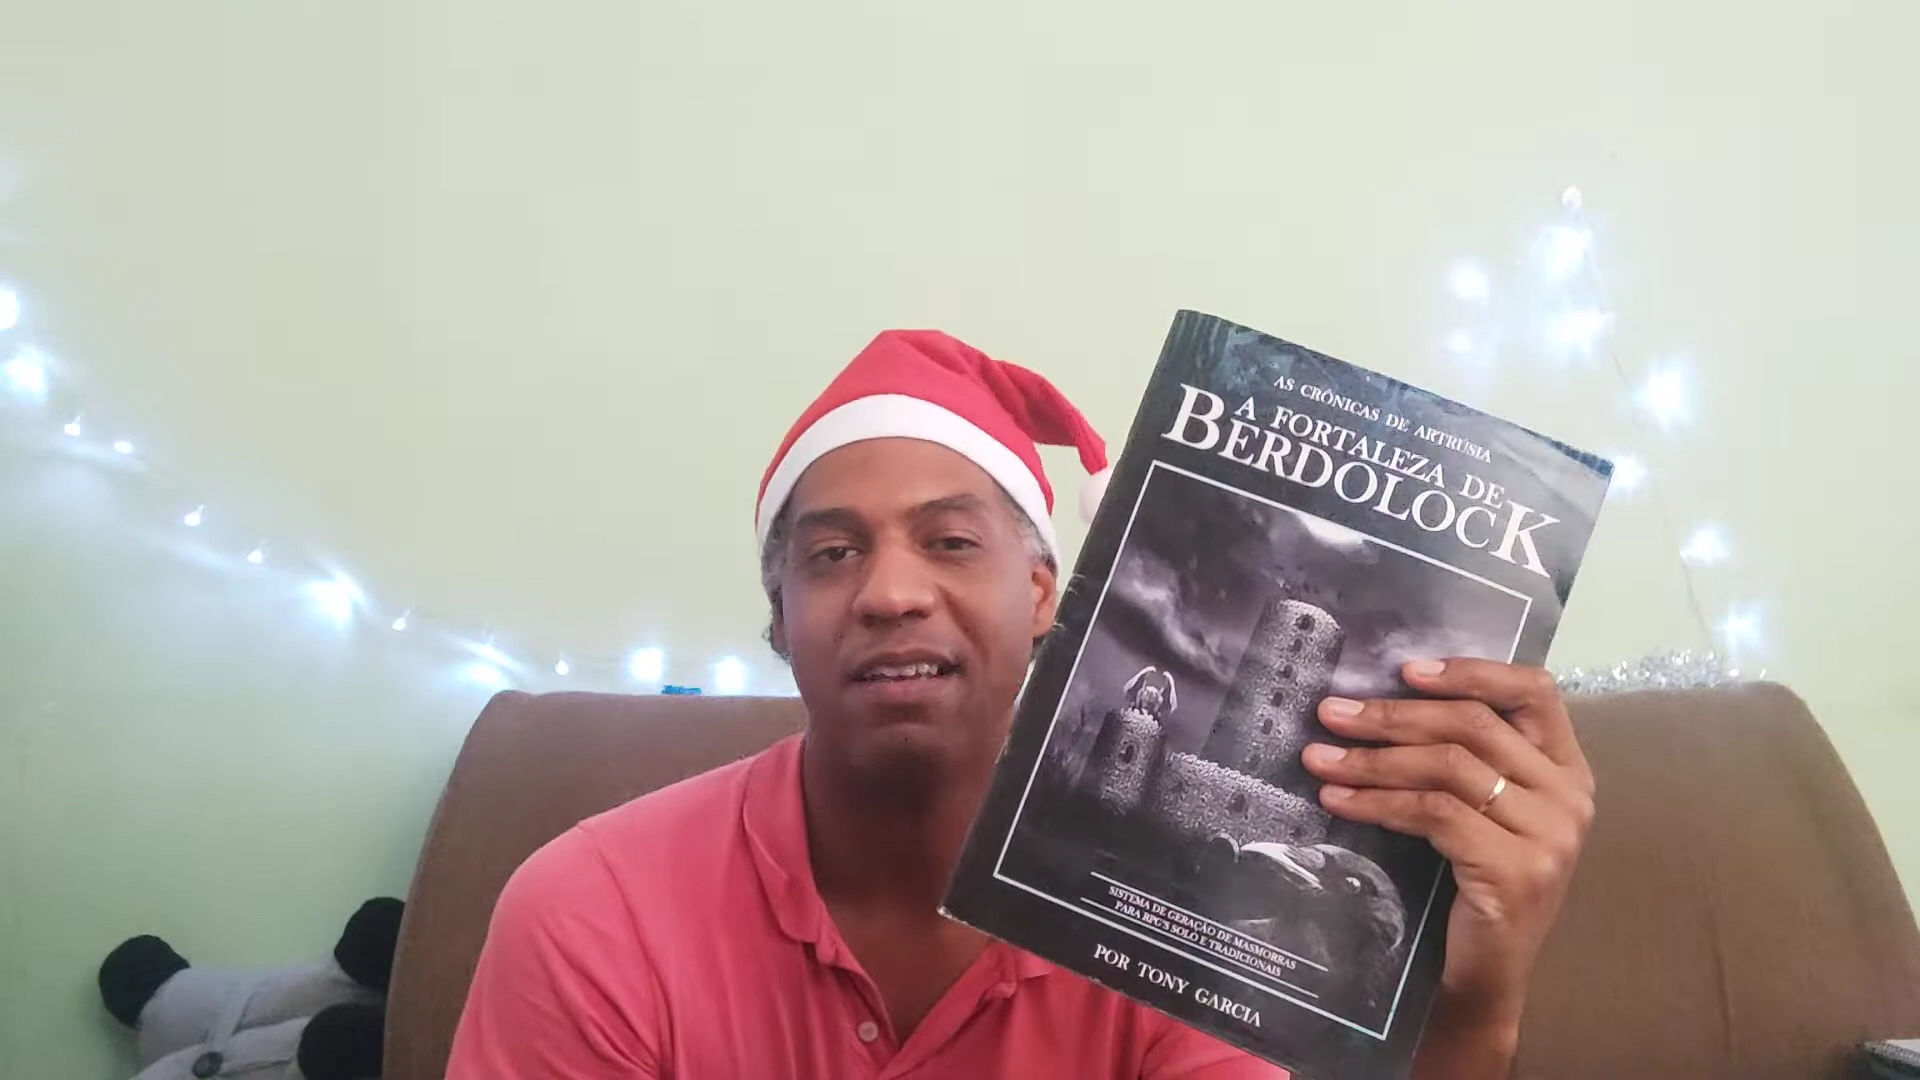 AS CRÔNICAS DE ARTRÚSIA
A FORTALEZA DE
BERDOLOCK
SISTEMA DE GERAÇÃO DE MASMORRAS
PARA RPG'S SOLO E TRADICIONAIS
POR TONY GARCIA